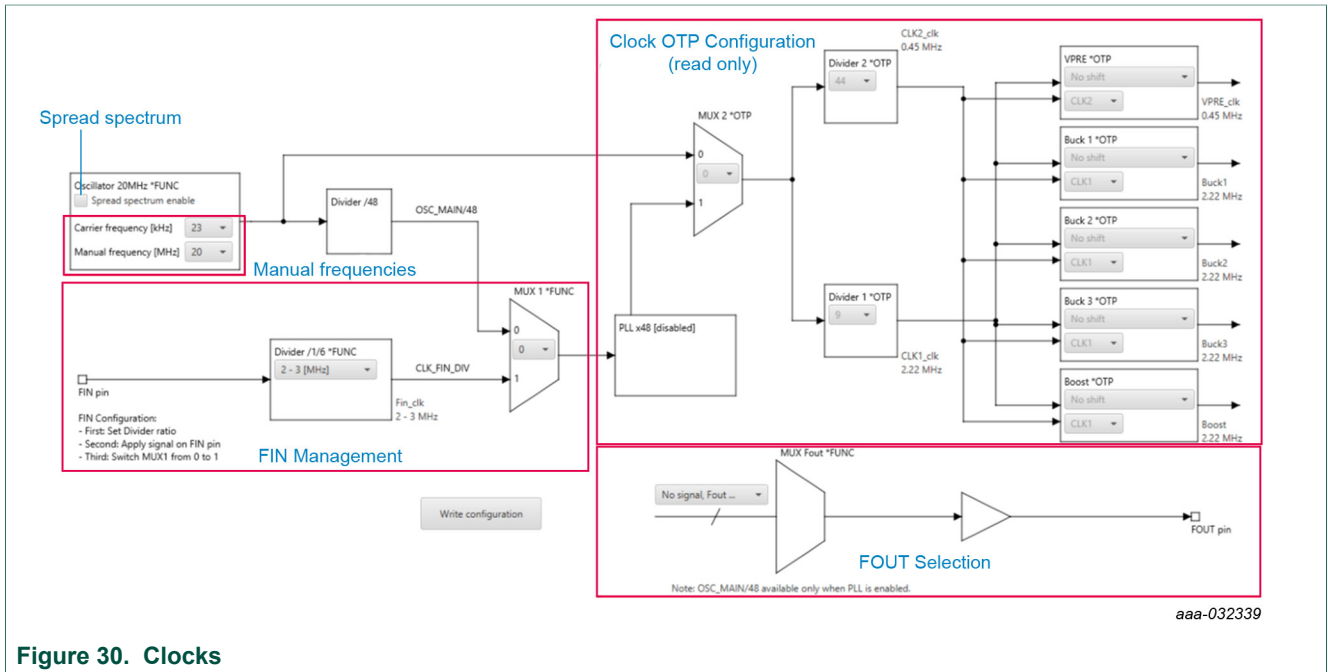 Clock OTP Configuration
(read only)
CLK2_clk
0.45 MHz
Divider 2 *OTP
44
VPRE *OTP
No shift
CLK2
VPRE_clk
0.45 MHz
Spread spectrum
MUX 2 *OTP
0
0
1
Buck 1 *OTP
No shift
CLK1
Buck1
2.22 MHz
Oscillator 20MHz *FUNC
Spread spectrum enable
Carrier frequency [kHz] 23
Manual frequency [MHz] 20
Manual frequencies
Divider /48
OSC_MAIN/48
Buck 2 *OTP
No shift
CLK1
Buck2
2.22 MHz
MUX 1 *FUNC
0
0
1
PLL x48 [disabled]
Divider 1 *OTP
9
CLK1_clk
2.22 MHz
Buck 3 *OTP
No shift
CLK1
Buck3
2.22 MHz
Divider /1/6 *FUNC
2 - 3 [MHz]
CLK_FIN_DIV
Fin_clk
2 - 3 MHz
FIN pin
FIN Configuration:
- First: Set Divider ratio
- Second: Apply signal on FIN pin
- Third: Switch MUX1 from 0 to 1
FIN Management
Boost *OTP
No shift
CLK1
Boost
2.22 MHz
MUX Fout *FUNC
No signal, Fout ...
FOUT pin
FOUT Selection
Note: OSC_MAIN/48 available only when PLL is enabled.
Write configuration
aaa-032339
Figure 30. Clocks